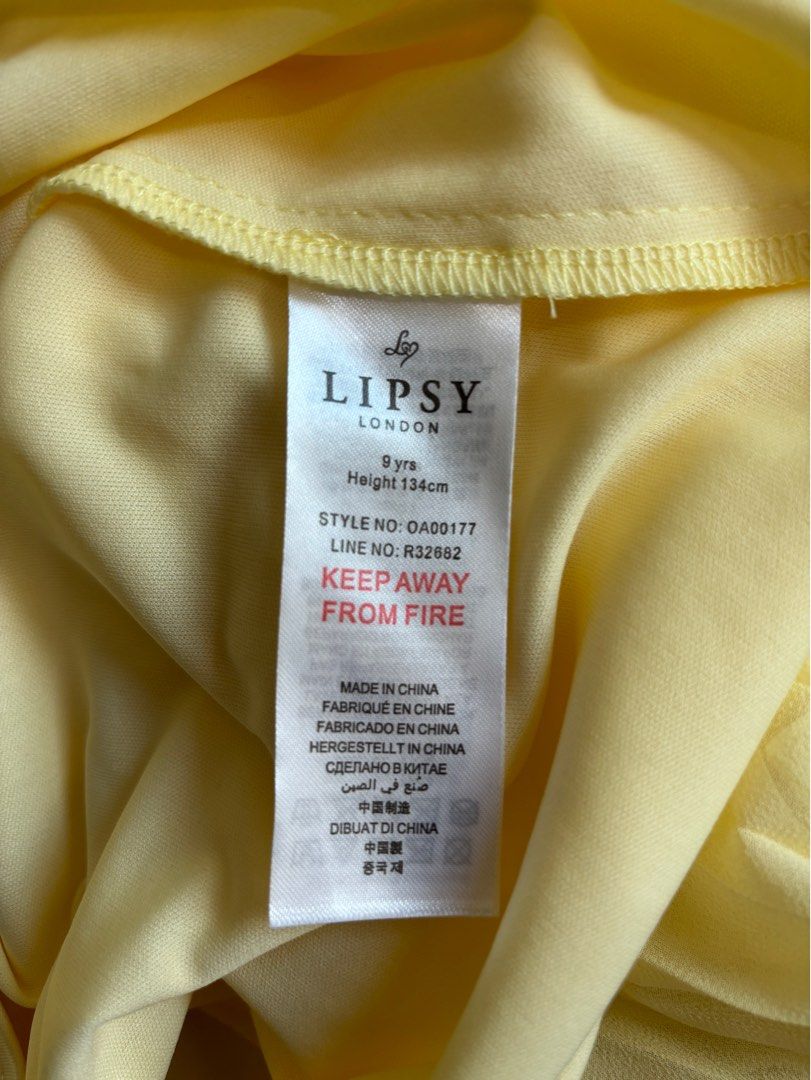 LIPSY
LONDON
9 yrs
Height 134cm
STYLE NO: OA00177
LINE NO: R32682
KEEP AWAY
FROM FIRE
MADE IN CHINA
FABRIQUÉ EN CHINE
FABRICADO EN CHINA
HERGESTELLT IN CHINA
СДЕЛАНО В КИТАЕ
صُنع في الصين
中国制造
DIBUAT DI CHINA
中国製
중국 제